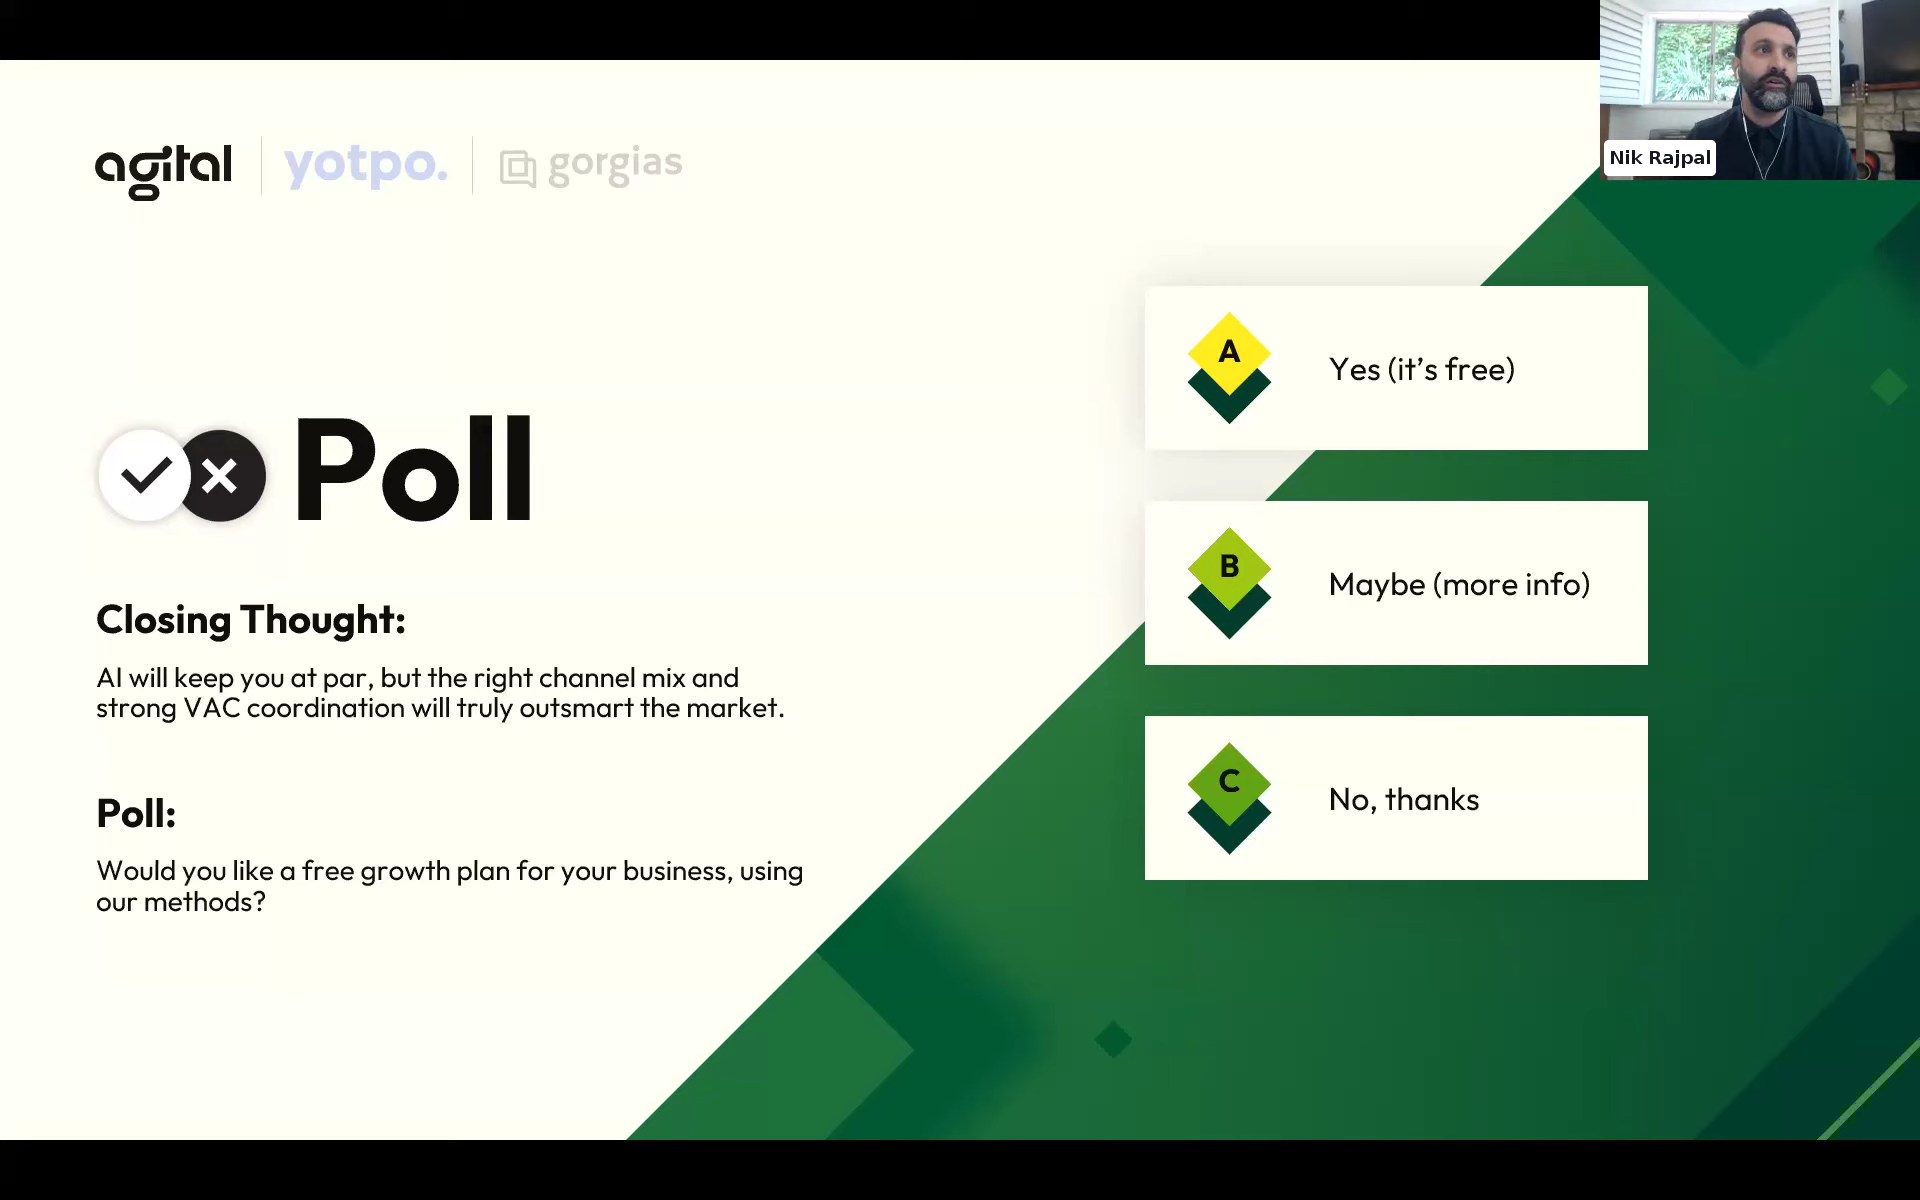 agital
yotpo.
gorgias
Nik Rajpal
Poll
Closing Thought:
AI will keep you at par, but the right channel mix and
strong VAC coordination will truly outsmart the market.
Poll:
Would you like a free growth plan for your business, using
our methods?
A
Yes (it’s free)
B
Maybe (more info)
C
No, thanks